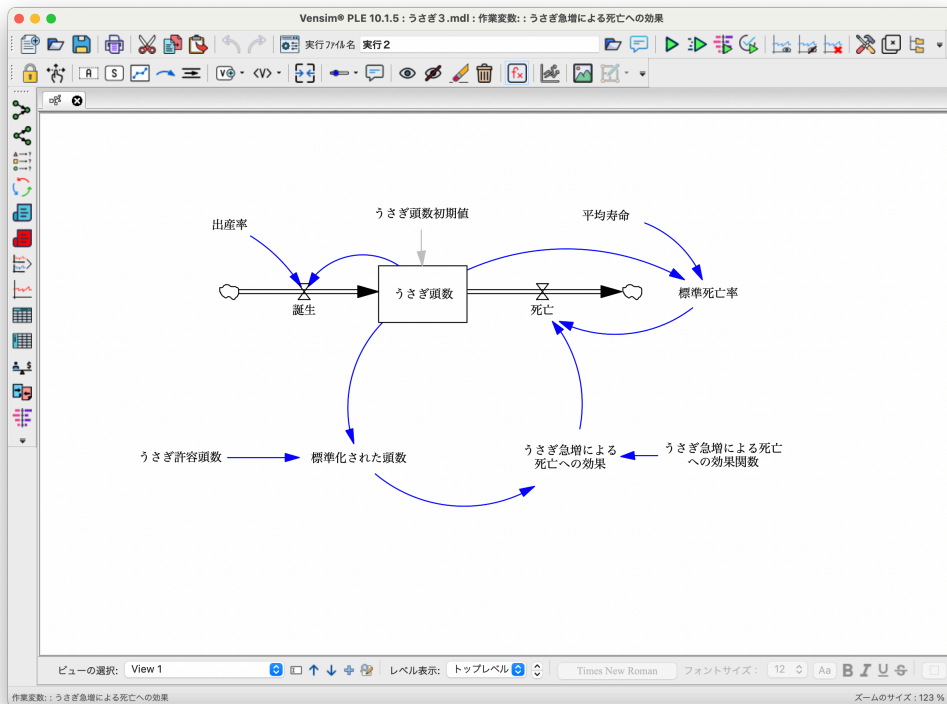 Vensim® PLE 10.1.5 : うさぎ３.mdl : 作業変数: : うさぎ急増による死亡への効果
実行ﾌｧｲﾙ名 実行２
A S V <V> fx
出産率
うさぎ頭数初期値
平均寿命
うさぎ頭数
誕生
死亡
標準死亡率
うさぎ許容頭数
標準化された頭数
うさぎ急増による
死亡への効果
うさぎ急増による死亡
への効果関数
ビューの選択: View 1 レベル表示: トップレベル Times New Roman フォントサイズ : 12 Aa B I U S
作業変数: : うさぎ急増による死亡への効果 ズームのサイズ : 123 %